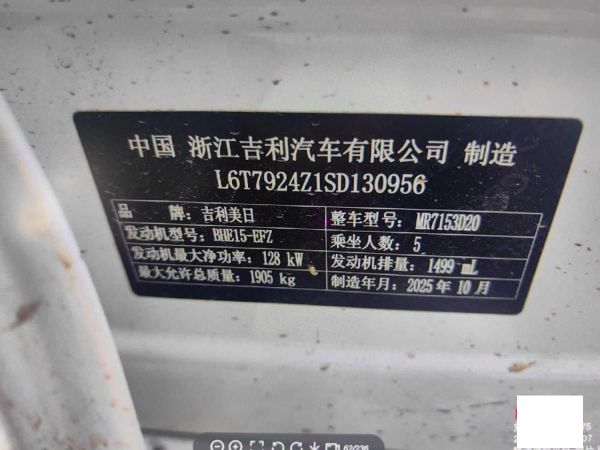 中国 浙江吉利汽车有限公司 制造
L6T7924Z1SD130956
品 牌：吉利美日 整车型号：MR7153D20
发动机型号：BHE15-EFZ 乘坐人数：5
发动机最大净功率：128 kW 发动机排量：1499 mL
最大允许总质量：1905 kg 制造年月：2025 年 10 月
62/236